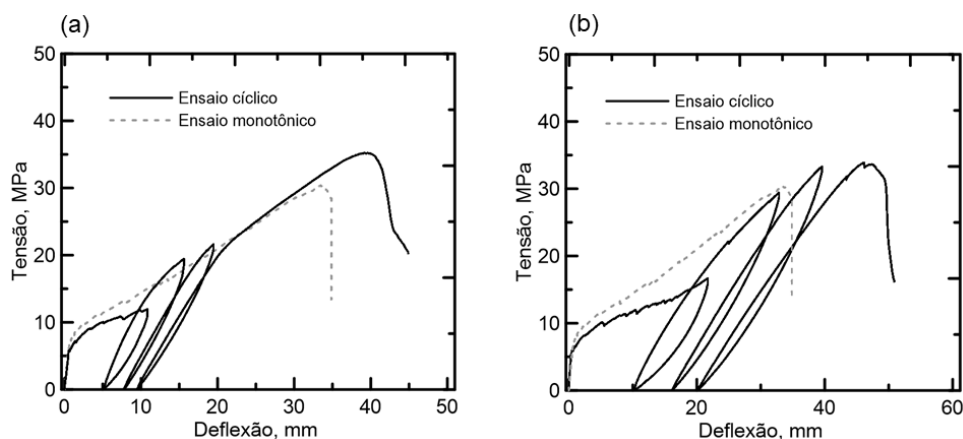 (a)
50
40
30
20
10
0
Tensão, MPa
Ensaio cíclico
Ensaio monotônico
0 10 20 30 40 50
Deflexão, mm
(b)
50
40
30
20
10
0
Tensão, MPa
Ensaio cíclico
Ensaio monotônico
0 20 40 60
Deflexão, mm